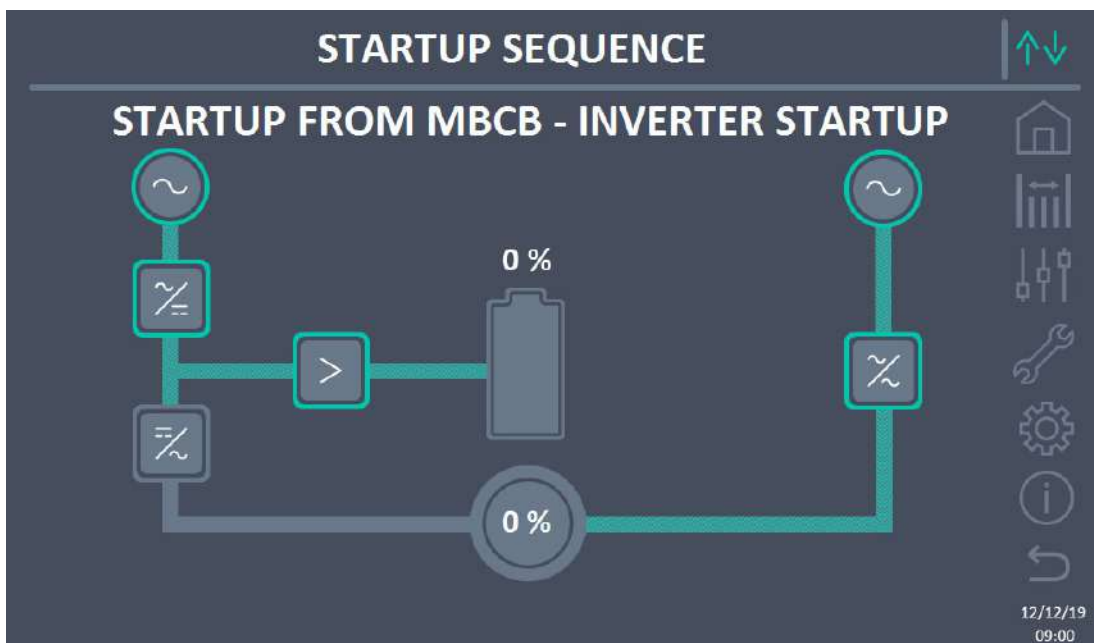 STARTUP SEQUENCE
STARTUP FROM MBCB - INVERTER STARTUP
0 %
0 %
12/12/19
09:00